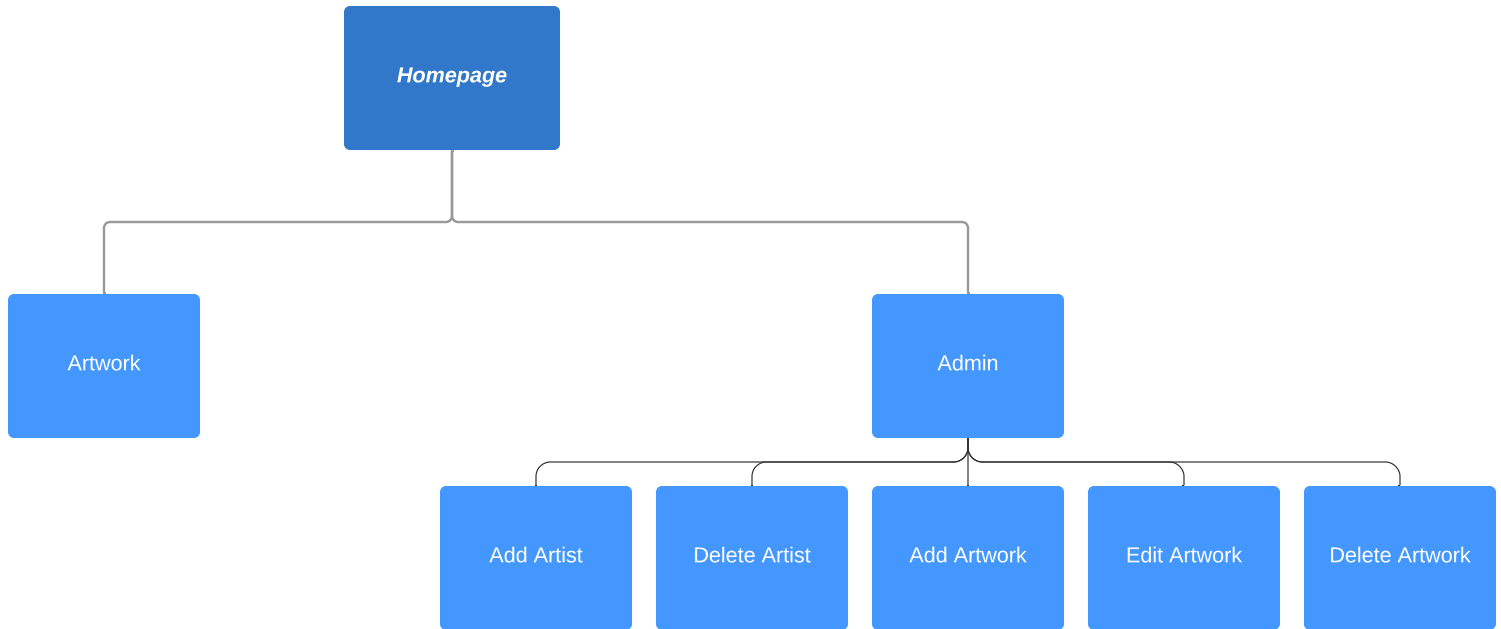 Homepage
Artwork
Admin
Add Artist
Delete Artist
Add Artwork
Edit Artwork
Delete Artwork